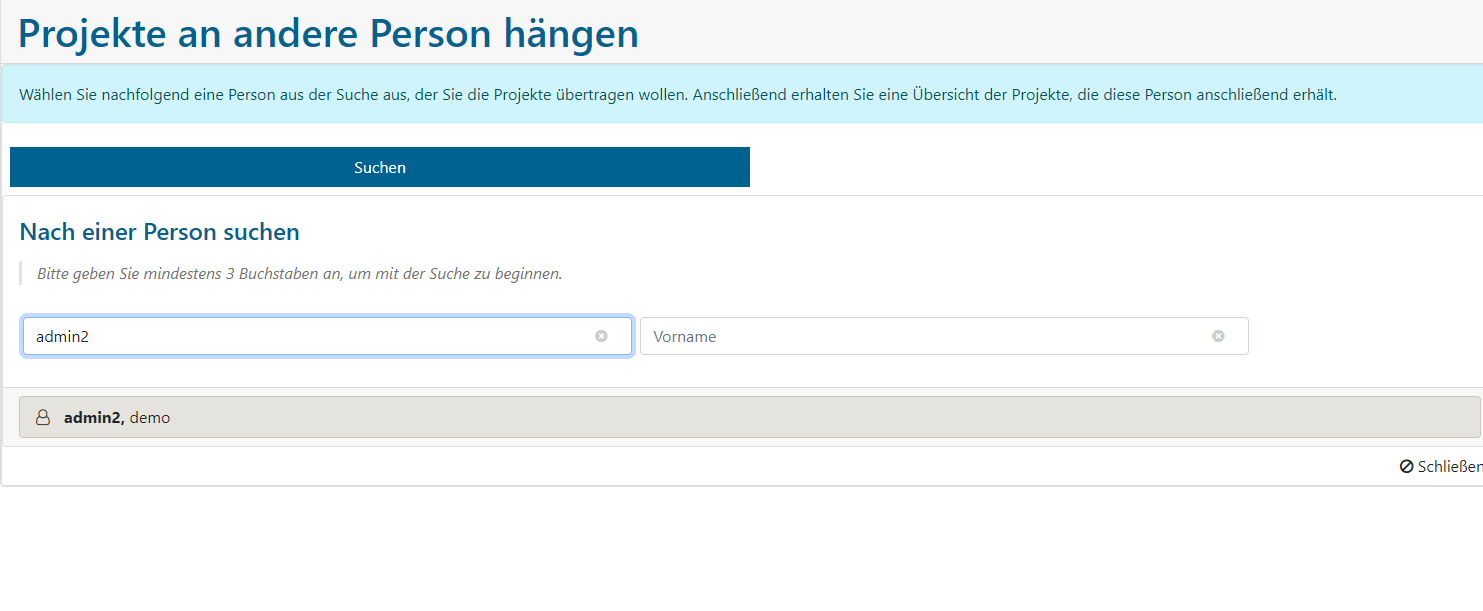 Projekte an andere Person hängen
Wählen Sie nachfolgend eine Person aus der Suche aus, der Sie die Projekte übertragen wollen. Anschließend erhalten Sie eine Übersicht der Projekte, die diese Person anschließend erhält.
Suchen
Nach einer Person suchen
Bitte geben Sie mindestens 3 Buchstaben an, um mit der Suche zu beginnen.
admin2 Vorname
admin2, demo
Schließen